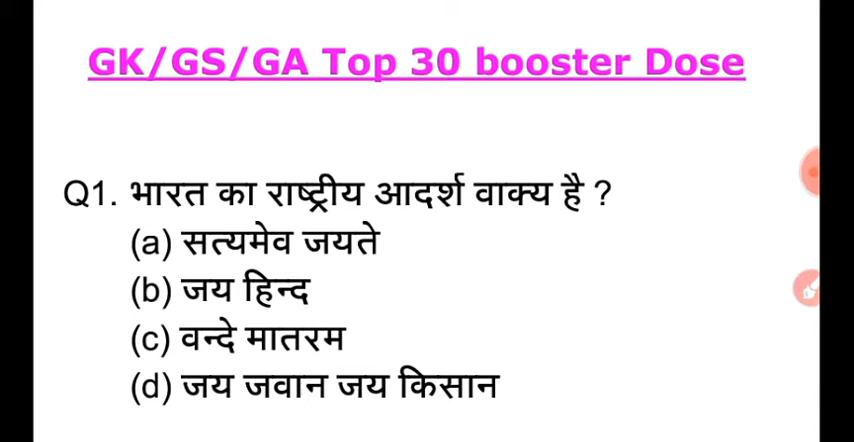 GK/GS/GA Top 30 booster Dose
Q1. भारत का राष्ट्रीय आदर्श वाक्य है ?
(a) सत्यमेव जयते
(b) जय हिन्द
(c) वन्दे मातरम
(d) जय जवान जय किसान